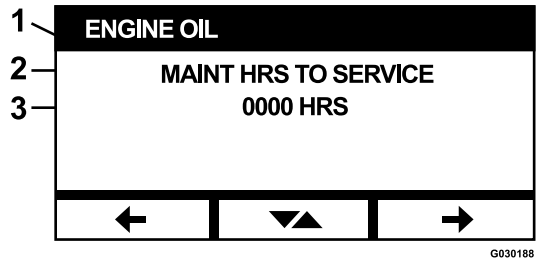 1 ENGINE OIL
2 MAINT HRS TO SERVICE
3 0000 HRS
G030188